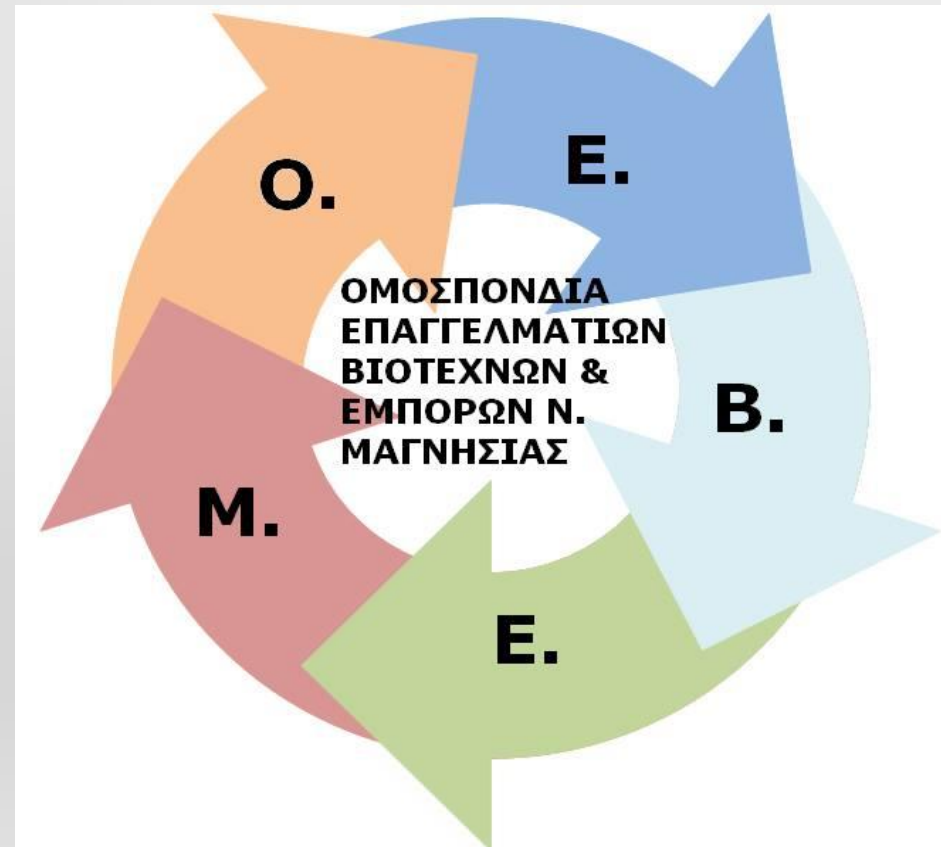 Ο.
Ε.
Β.
Ε.
Μ.
ΟΜΟΣΠΟΝΔΙΑ
ΕΠΑΓΓΕΛΜΑΤΙΩΝ
ΒΙΟΤΕΧΝΩΝ &
ΕΜΠΟΡΩΝ Ν.
ΜΑΓΝΗΣΙΑΣ